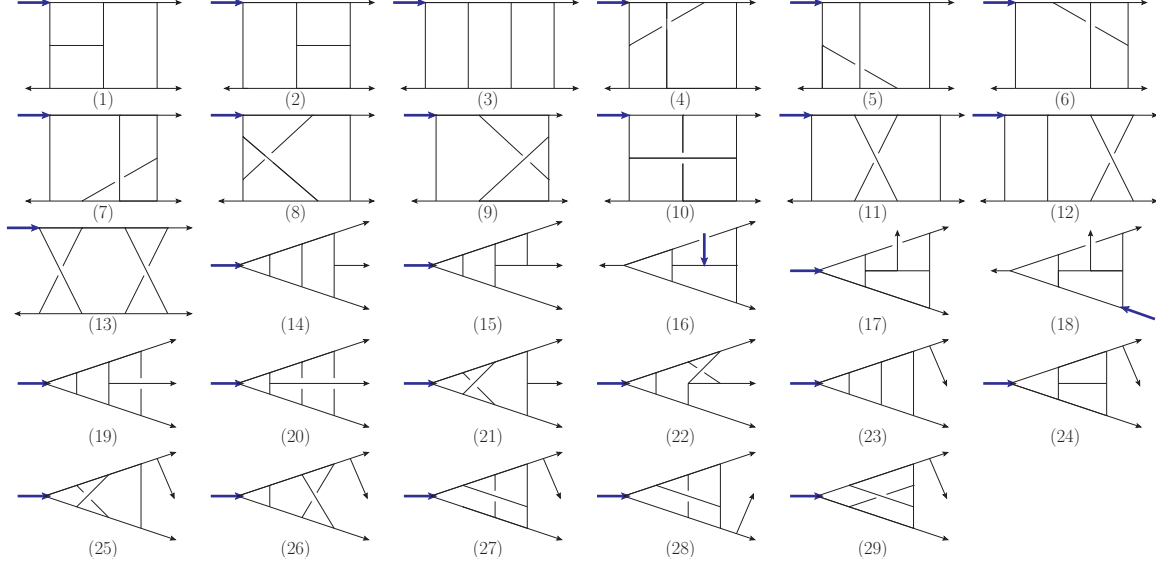 (1) (2) (3) (4) (5) (6)
(7) (8) (9) (10) (11) (12)
(13) (14) (15) (16) (17) (18)
(19) (20) (21) (22) (23) (24)
(25) (26) (27) (28) (29)